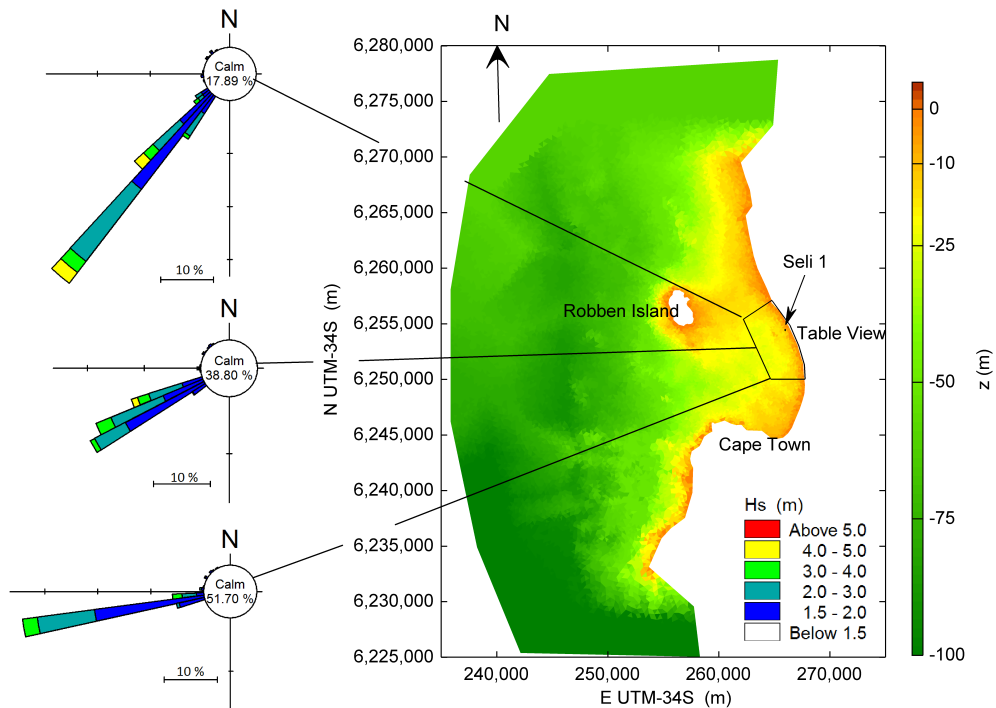 N
Calm
17.89 %
10 %
N
Calm
38.80 %
10 %
N
Calm
51.70 %
10 %
N
6,280,000
6,275,000
6,270,000
6,265,000
6,260,000
6,255,000
6,250,000
6,245,000
6,240,000
6,235,000
6,230,000
6,225,000
N UTM-34S (m)
240,000
250,000
260,000
270,000
E UTM-34S (m)
Seli 1
Robben Island
Table View
Cape Town
Hs (m)
Above 5.0
4.0 - 5.0
3.0 - 4.0
2.0 - 3.0
1.5 - 2.0
Below 1.5
0
-10
-25
-50
-75
-100
z (m)